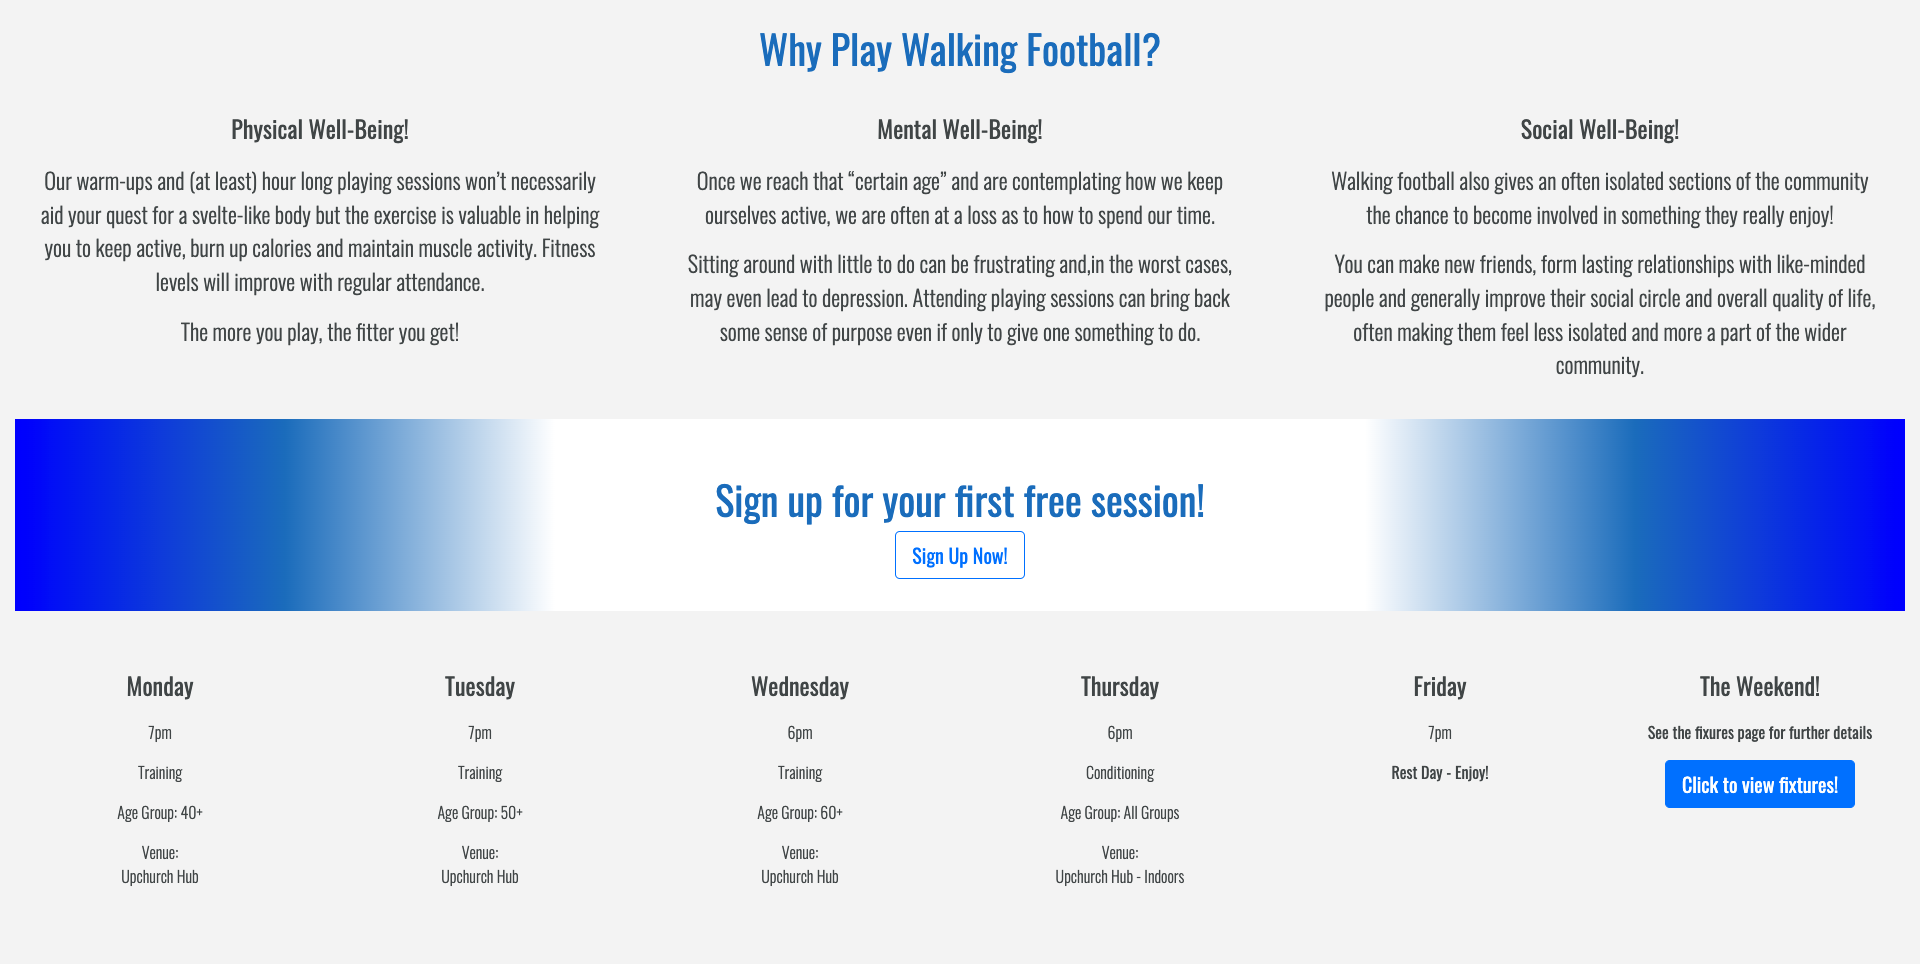 Why Play Walking Football?
Physical Well-Being!
Our warm-ups and (at least) hour long playing sessions won’t necessarily
aid your quest for a svelte-like body but the exercise is valuable in helping
you to keep active, burn up calories and maintain muscle activity. Fitness
levels will improve with regular attendance.
The more you play, the fitter you get!
Mental Well-Being!
Once we reach that “certain age” and are contemplating how we keep
ourselves active, we are often at a loss as to how to spend our time.
Sitting around with little to do can be frustrating and,in the worst cases,
may even lead to depression. Attending playing sessions can bring back
some sense of purpose even if only to give one something to do.
Social Well-Being!
Walking football also gives an often isolated sections of the community
the chance to become involved in something they really enjoy!
You can make new friends, form lasting relationships with like-minded
people and generally improve their social circle and overall quality of life,
often making them feel less isolated and more a part of the wider
community.
Sign up for your first free session!
Sign Up Now!
Monday
7pm
Training
Age Group: 40+
Venue:
Upchurch Hub
Tuesday
7pm
Training
Age Group: 50+
Venue:
Upchurch Hub
Wednesday
6pm
Training
Age Group: 60+
Venue:
Upchurch Hub
Thursday
6pm
Conditioning
Age Group: All Groups
Venue:
Upchurch Hub - Indoors
Friday
7pm
Rest Day - Enjoy!
The Weekend!
See the fixures page for further details
Click to view fixtures!